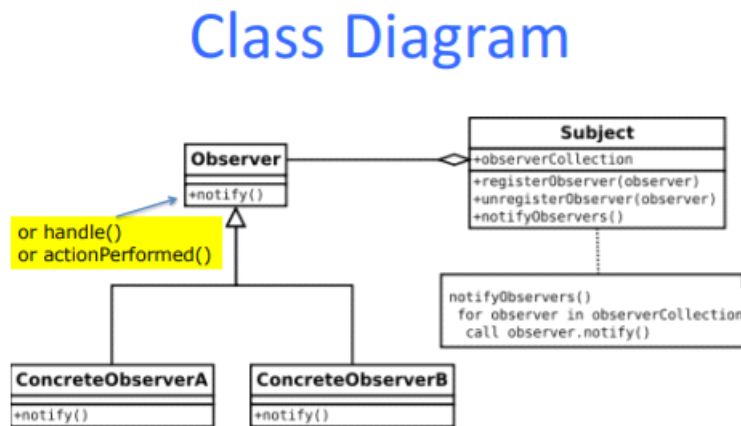 Class Diagram
Observer
+notify()
Subject
+observerCollection
+registerObserver(observer)
+unregisterObserver(observer)
+notifyObservers()
or handle()
or actionPerformed()
notifyObservers()
for observer in observerCollection
call observer.notify()
ConcreteObserverA
+notify()
ConcreteObserverB
+notify()